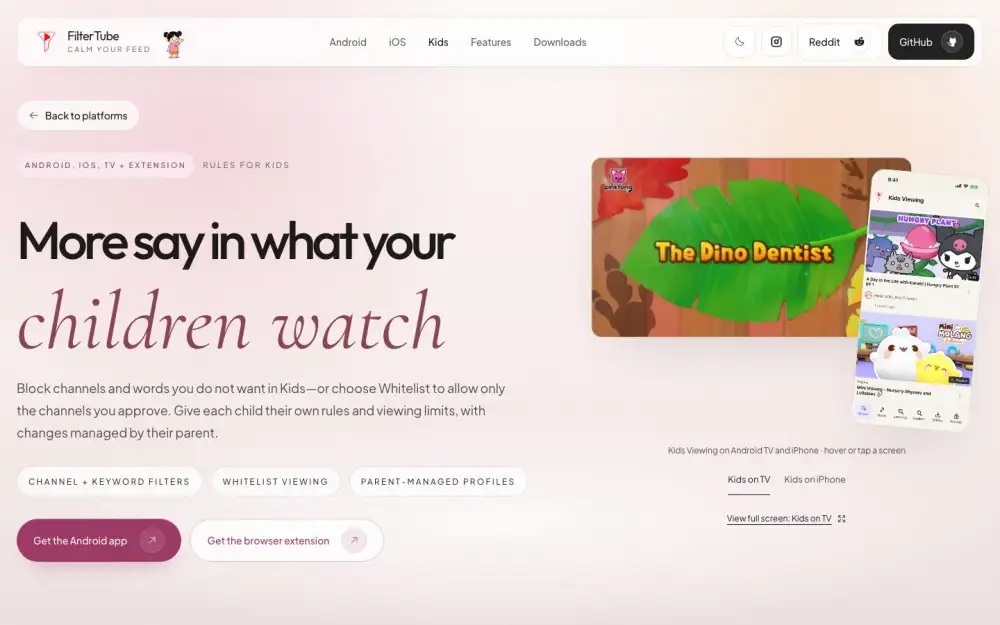 FilterTube
CALM YOUR FEED
Android
iOS
Kids
Features
Downloads
Reddit
GitHub
← Back to platforms
ANDROID, IOS, TV + EXTENSION
RULES FOR KIDS
More say in what your
children watch
Block channels and words you do not want in Kids—or choose Whitelist to allow only
the channels you approve. Give each child their own rules and viewing limits, with
changes managed by their parent.
CHANNEL + KEYWORD FILTERS
WHITELIST VIEWING
PARENT-MANAGED PROFILES
Get the Android app
Get the browser extension
pinkfong
The Dino Dentist
9:41
Kids Viewing
HUNGRY PLANT
MINI MOLANG
Kids Viewing on Android TV and iPhone · hover or tap a screen
Kids on TV
Kids on iPhone
View full screen: Kids on TV